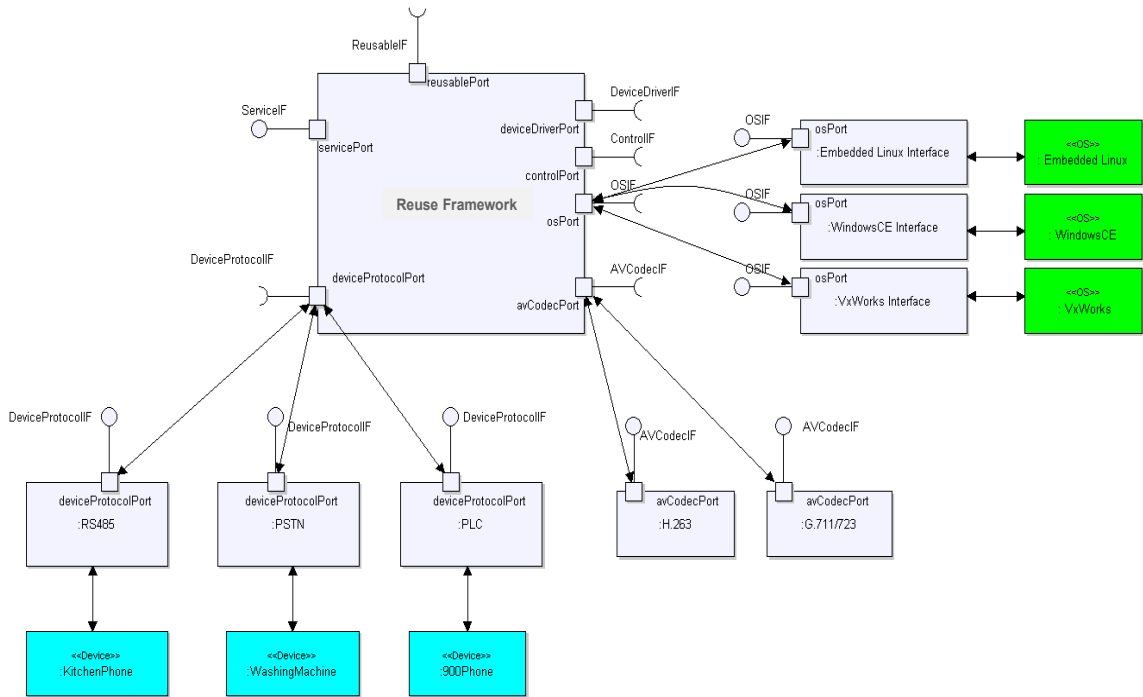 ReusableIF
reusablePort
ServiceIF
servicePort
DeviceDriverIF
deviceDriverPort
ControlIF
controlPort
OSIF
osPort
Reuse Framework
DeviceProtocolIF
deviceProtocolPort
AVCodecIF
avCodecPort
OSIF
osPort
:Embedded Linux Interface
<<OS>>
: Embedded Linux
OSIF
osPort
:WindowsCE Interface
<<OS>>
: WindowsCE
OSIF
osPort
:VxWorks Interface
<<OS>>
: VxWorks
DeviceProtocolIF
deviceProtocolPort
:RS485
DeviceProtocolIF
deviceProtocolPort
:PSTN
DeviceProtocolIF
deviceProtocolPort
:PLC
AVCodecIF
avCodecPort
:H.263
AVCodecIF
avCodecPort
:G.711/723
<<Device>>
:KitchenPhone
<<Device>>
:WashingMachine
<<Device>>
:900Phone